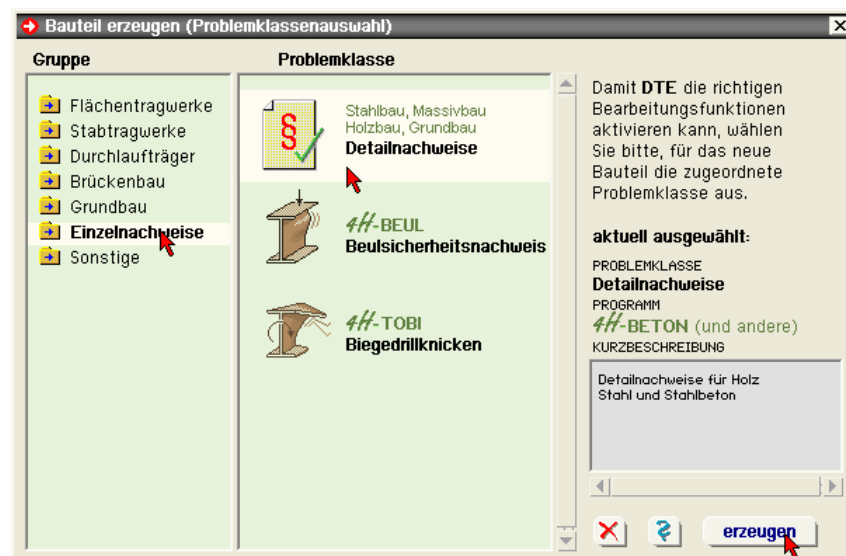 Bauteil erzeugen (Problemklassenauswahl)
Gruppe
Flächentragwerke
Stabtragwerke
Durchlaufträger
Brückenbau
Grundbau
Einzelnachweise
Sonstige
Problemklasse
§
Stahlbau, Massivbau
Holzbau, Grundbau
Detailnachweise
4H-BEUL
Beulsicherheitsnachweis
4H-TOBI
Biegedrillknicken
Damit DTE die richtigen
Bearbeitungsfunktionen
aktivieren kann, wählen
Sie bitte, für das neue
Bauteil die zugeordnete
Problemklasse aus.
aktuell ausgewählt:
PROBLEMKLASSE
Detailnachweise
PROGRAMM
4H-BETON (und andere)
KURZBESCHREIBUNG
Detailnachweise für Holz
Stahl und Stahlbeton
erzeugen